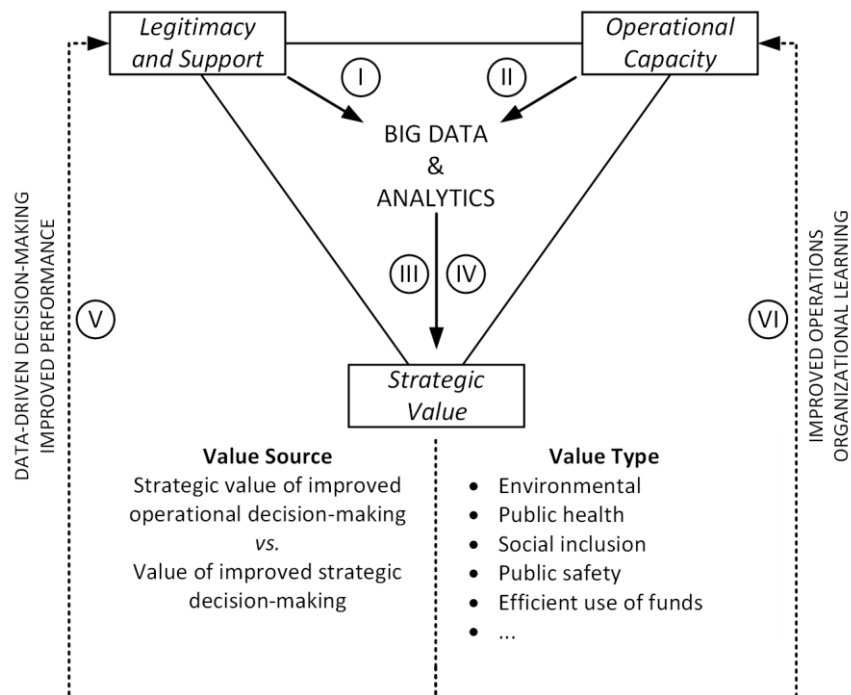 Legitimacy
and Support
Operational
Capacity
I
II
BIG DATA
&
ANALYTICS
III
IV
V
VI
DATA-DRIVEN DECISION-MAKING
IMPROVED PERFORMANCE
IMPROVED OPERATIONS
ORGANIZATIONAL LEARNING
Strategic
Value
Value Source
Strategic value of improved
operational decision-making
vs.
Value of improved strategic
decision-making
Value Type
• Environmental
• Public health
• Social inclusion
• Public safety
• Efficient use of funds
• ...